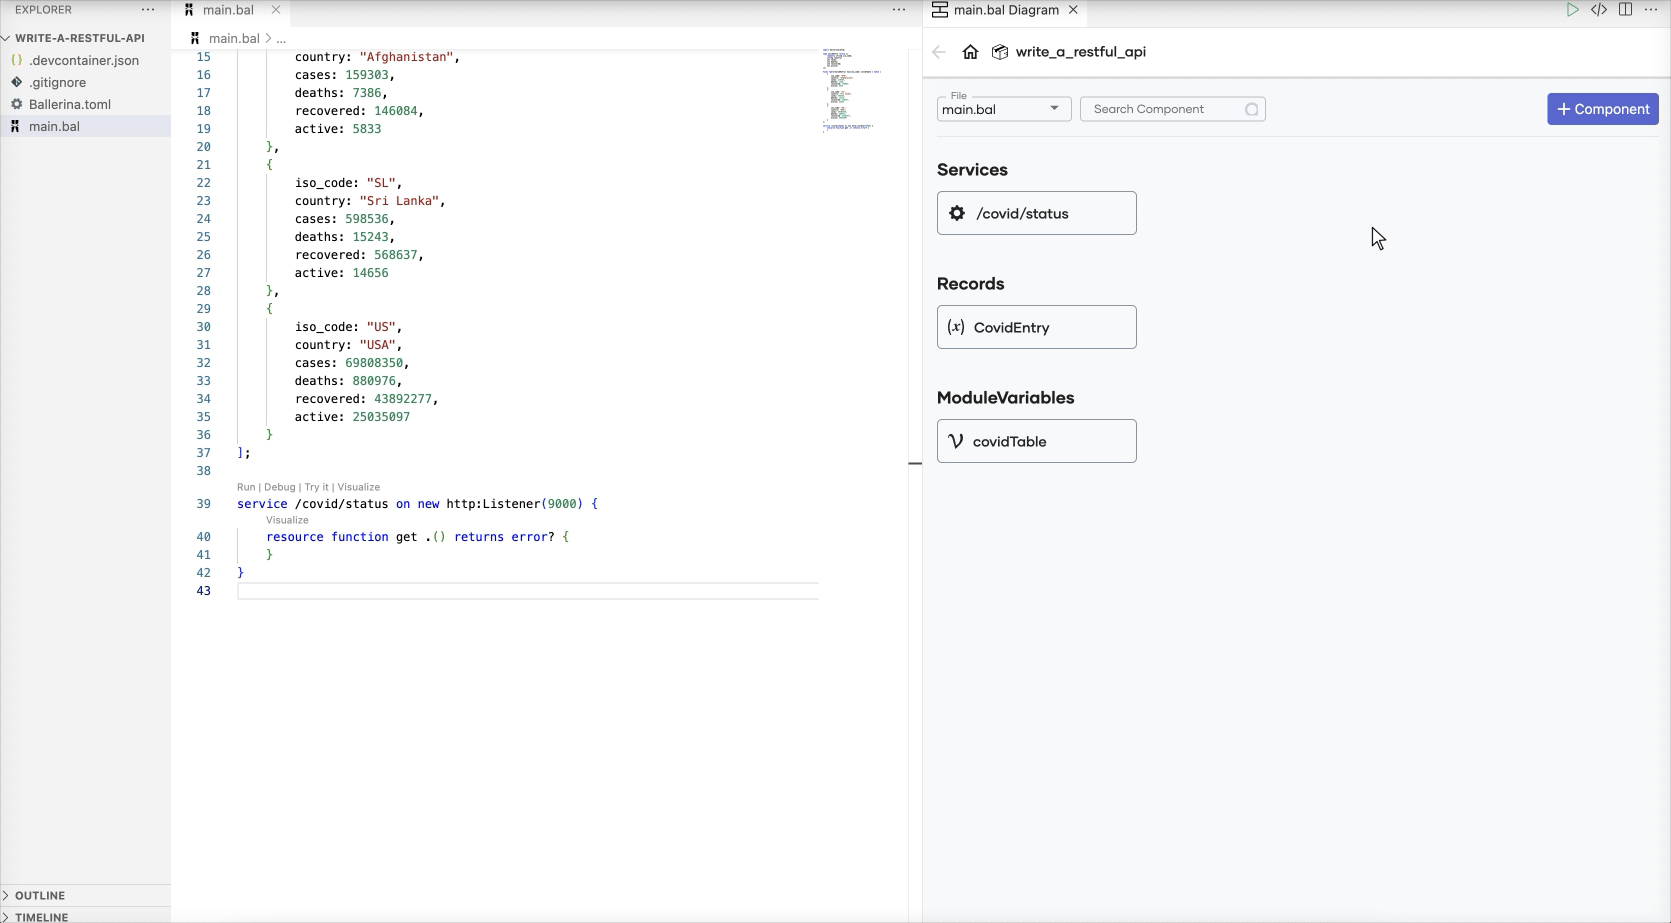 EXPLORER
WRITE-A-RESTFUL-API
.devcontainer.json
.gitignore
Ballerina.toml
main.bal
OUTLINE
TIMELINE
main.bal
main.bal > ...
15 country: "Afghanistan",
16 cases: 159303,
17 deaths: 7386,
18 recovered: 146084,
19 active: 5833
20 },
21 {
22 iso_code: "SL",
23 country: "Sri Lanka",
24 cases: 598536,
25 deaths: 15243,
26 recovered: 568637,
27 active: 14656
28 },
29 {
30 iso_code: "US",
31 country: "USA",
32 cases: 69808350,
33 deaths: 880976,
34 recovered: 43892277,
35 active: 25035097
36 }
37 ];
38
Run | Debug | Try it | Visualize
39 service /covid/status on new http:Listener(9000) {
Visualize
40 resource function get .() returns error? {
41 }
42 }
43
main.bal Diagram
write_a_restful_api
File
main.bal
Search Component
+ Component
Services
/covid/status
Records
(x) CovidEntry
ModuleVariables
covidTable